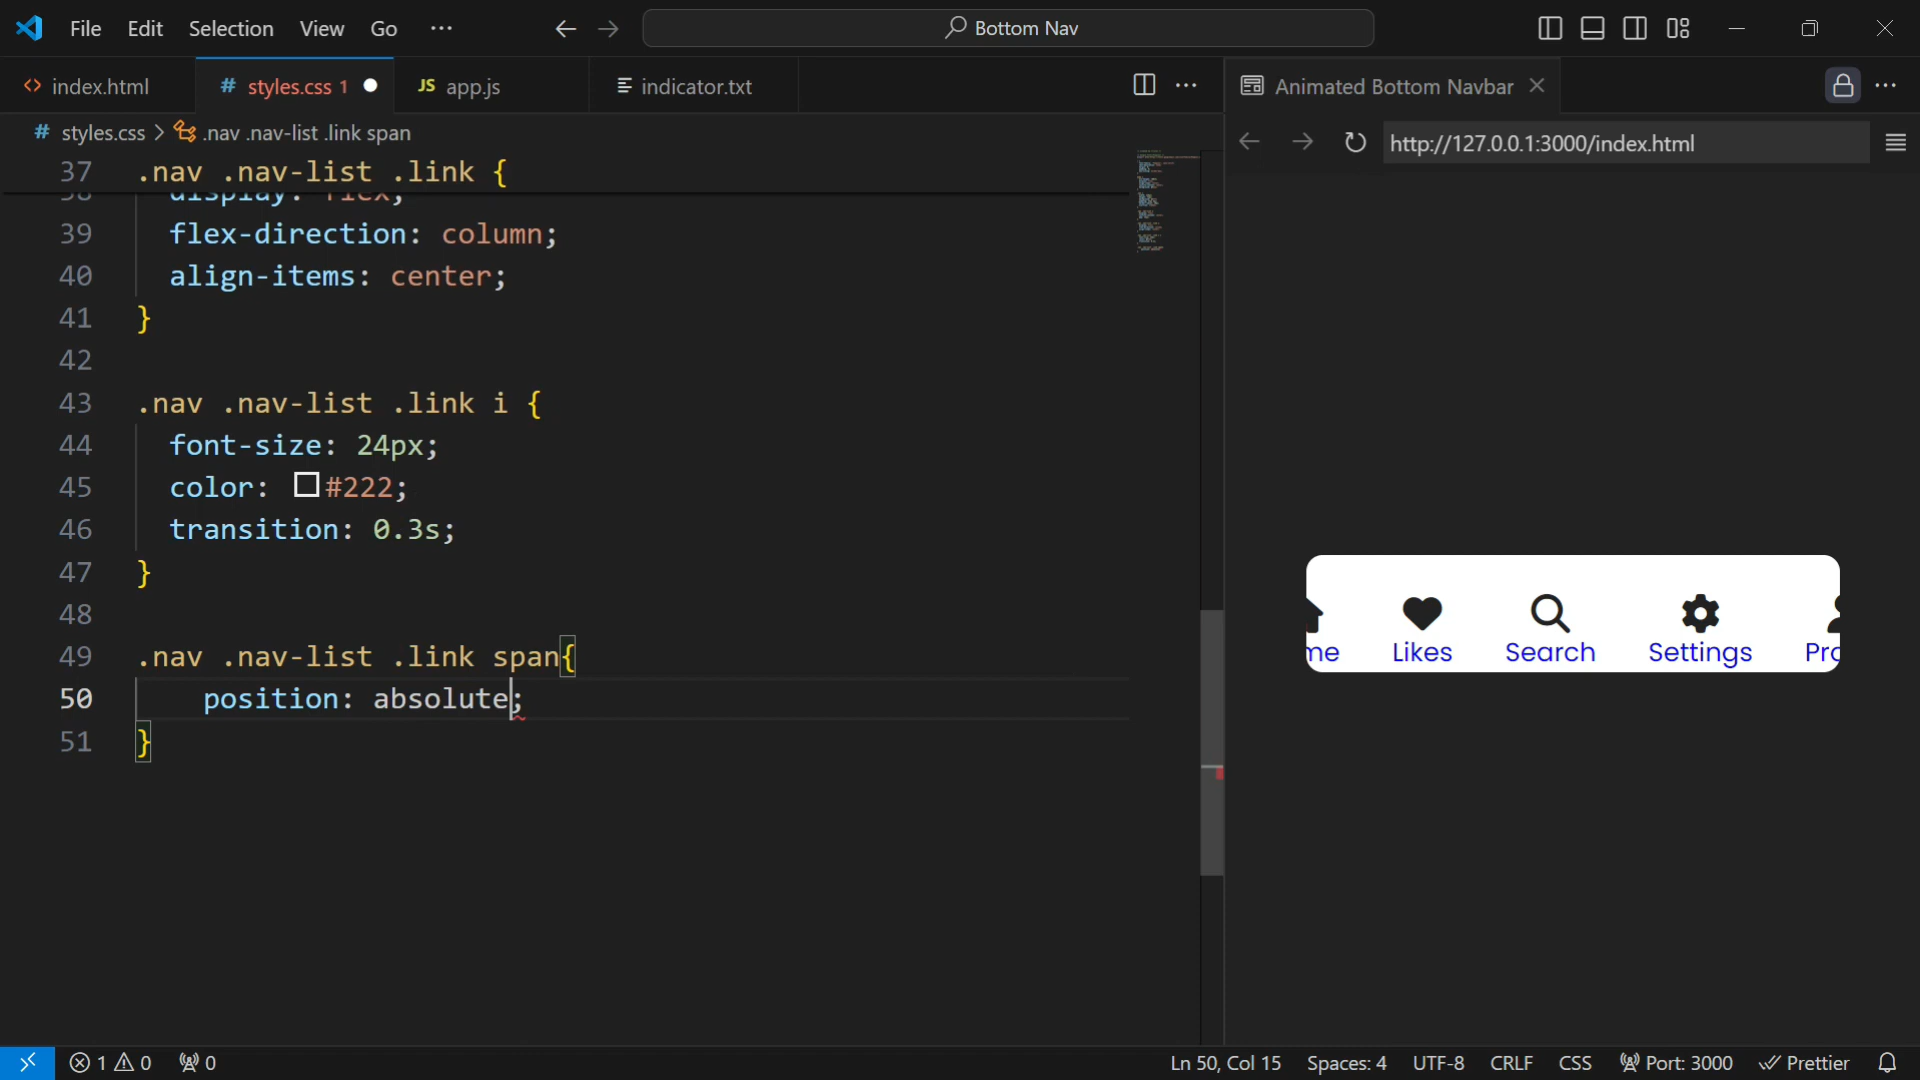 File Edit Selection View Go ··· Bottom Nav
index.html # styles.css 1 JS app.js indicator.txt ··· Animated Bottom Navbar ···
# styles.css > .nav .nav-list .link span http://127.0.0.1:3000/index.html
37 .nav .nav-list .link {
38 display: flex;
39 flex-direction: column;
40 align-items: center;
41 }
42
43 .nav .nav-list .link i {
44 font-size: 24px;
45 color: #222;
46 transition: 0.3s;
47 }
48
49 .nav .nav-list .link span{
50 position: absolute;
51 }
me Likes Search Settings Pro
1 0 0 Ln 50, Col 15 Spaces: 4 UTF-8 CRLF CSS Port: 3000 Prettier